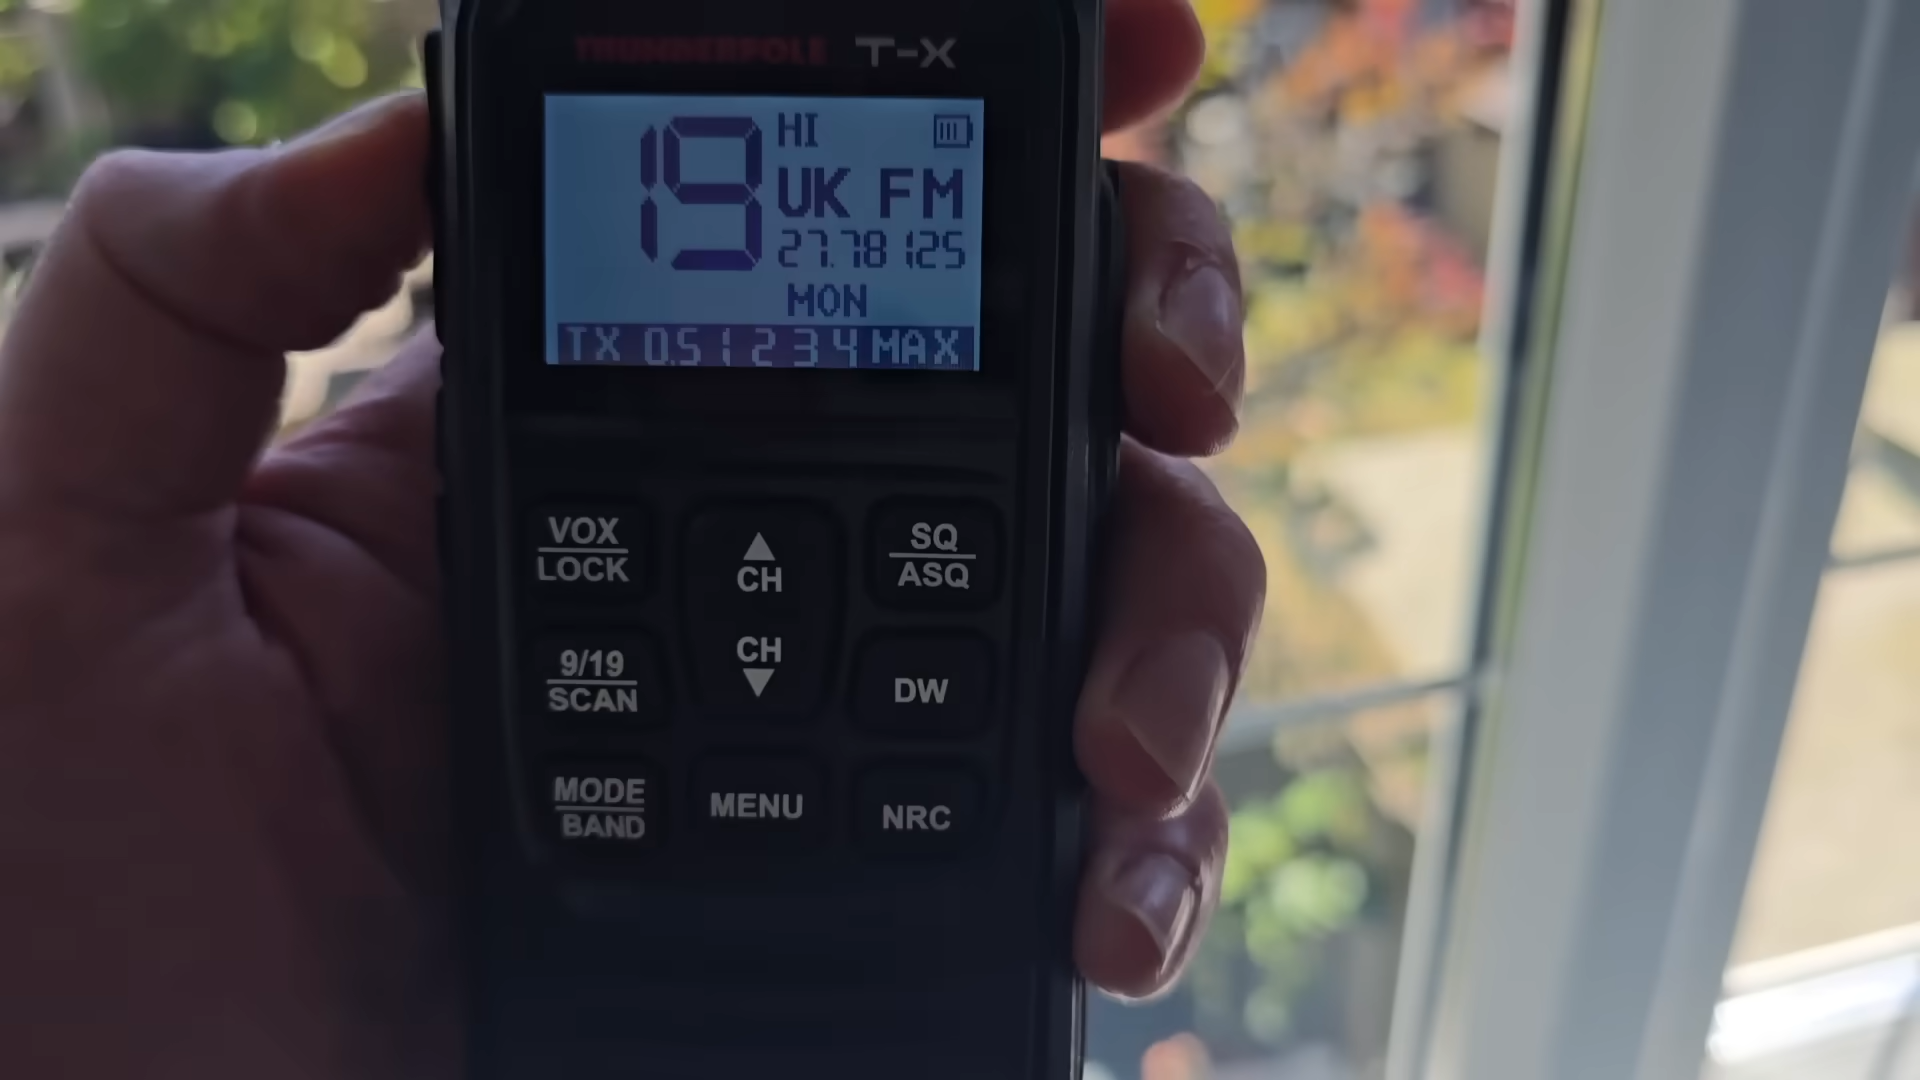 THUNDERPOLE T-X
19 HI
UK FM
27.78125
MON
TX 0.5 1 2 3 4 MAX
VOX
LOCK
CH
SQ
ASQ
9/19
SCAN
CH
DW
MODE
BAND
MENU
NRC